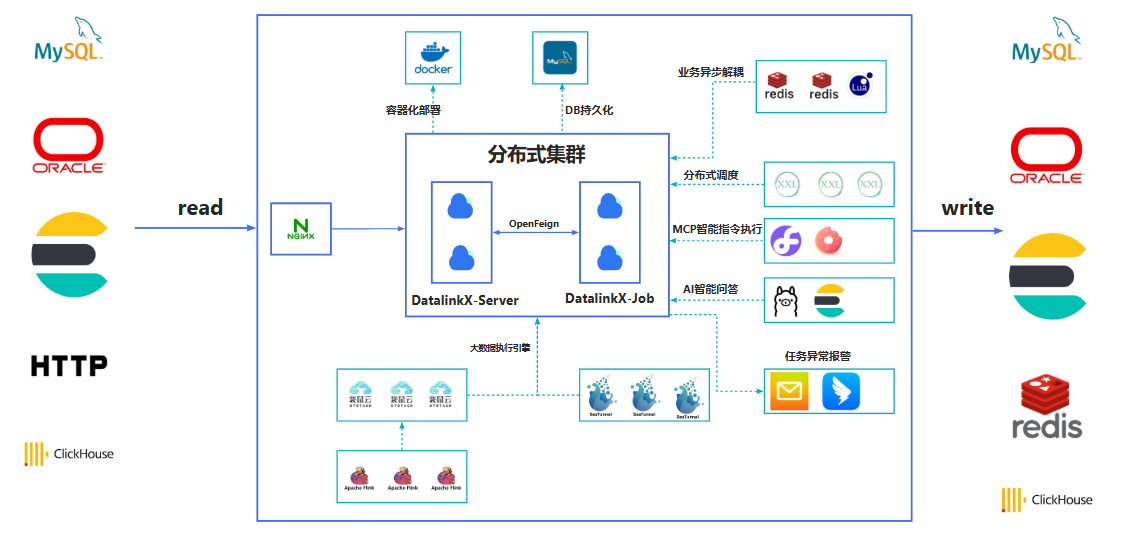 MySQL
ORACLE
HTTP
ClickHouse
read
NGINX
docker
MySQL
容器化部署
DB持久化
分布式集群
OpenFeign
DatalinkX-Server
DatalinkX-Job
大数据执行引擎
袋鼠云
DTSTACK
袋鼠云
DTSTACK
袋鼠云
DTSTACK
SeaTunnel
SeaTunnel
SeaTunnel
Apache Flink
Apache Flink
Apache Flink
业务异步解耦
redis
redis
Lua
分布式调度
XXL
XXL
XXL
MCP智能指令执行
AI智能问答
任务异常报警
write
MySQL
ORACLE
redis
ClickHouse